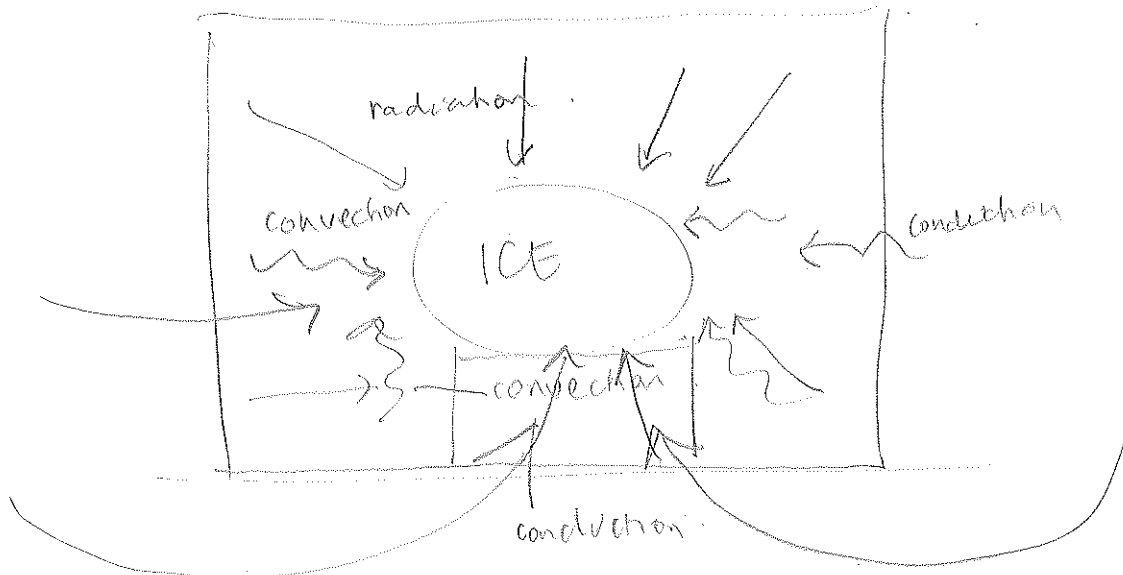 radiation.
convection
ICE
conduction
convection
conduction.